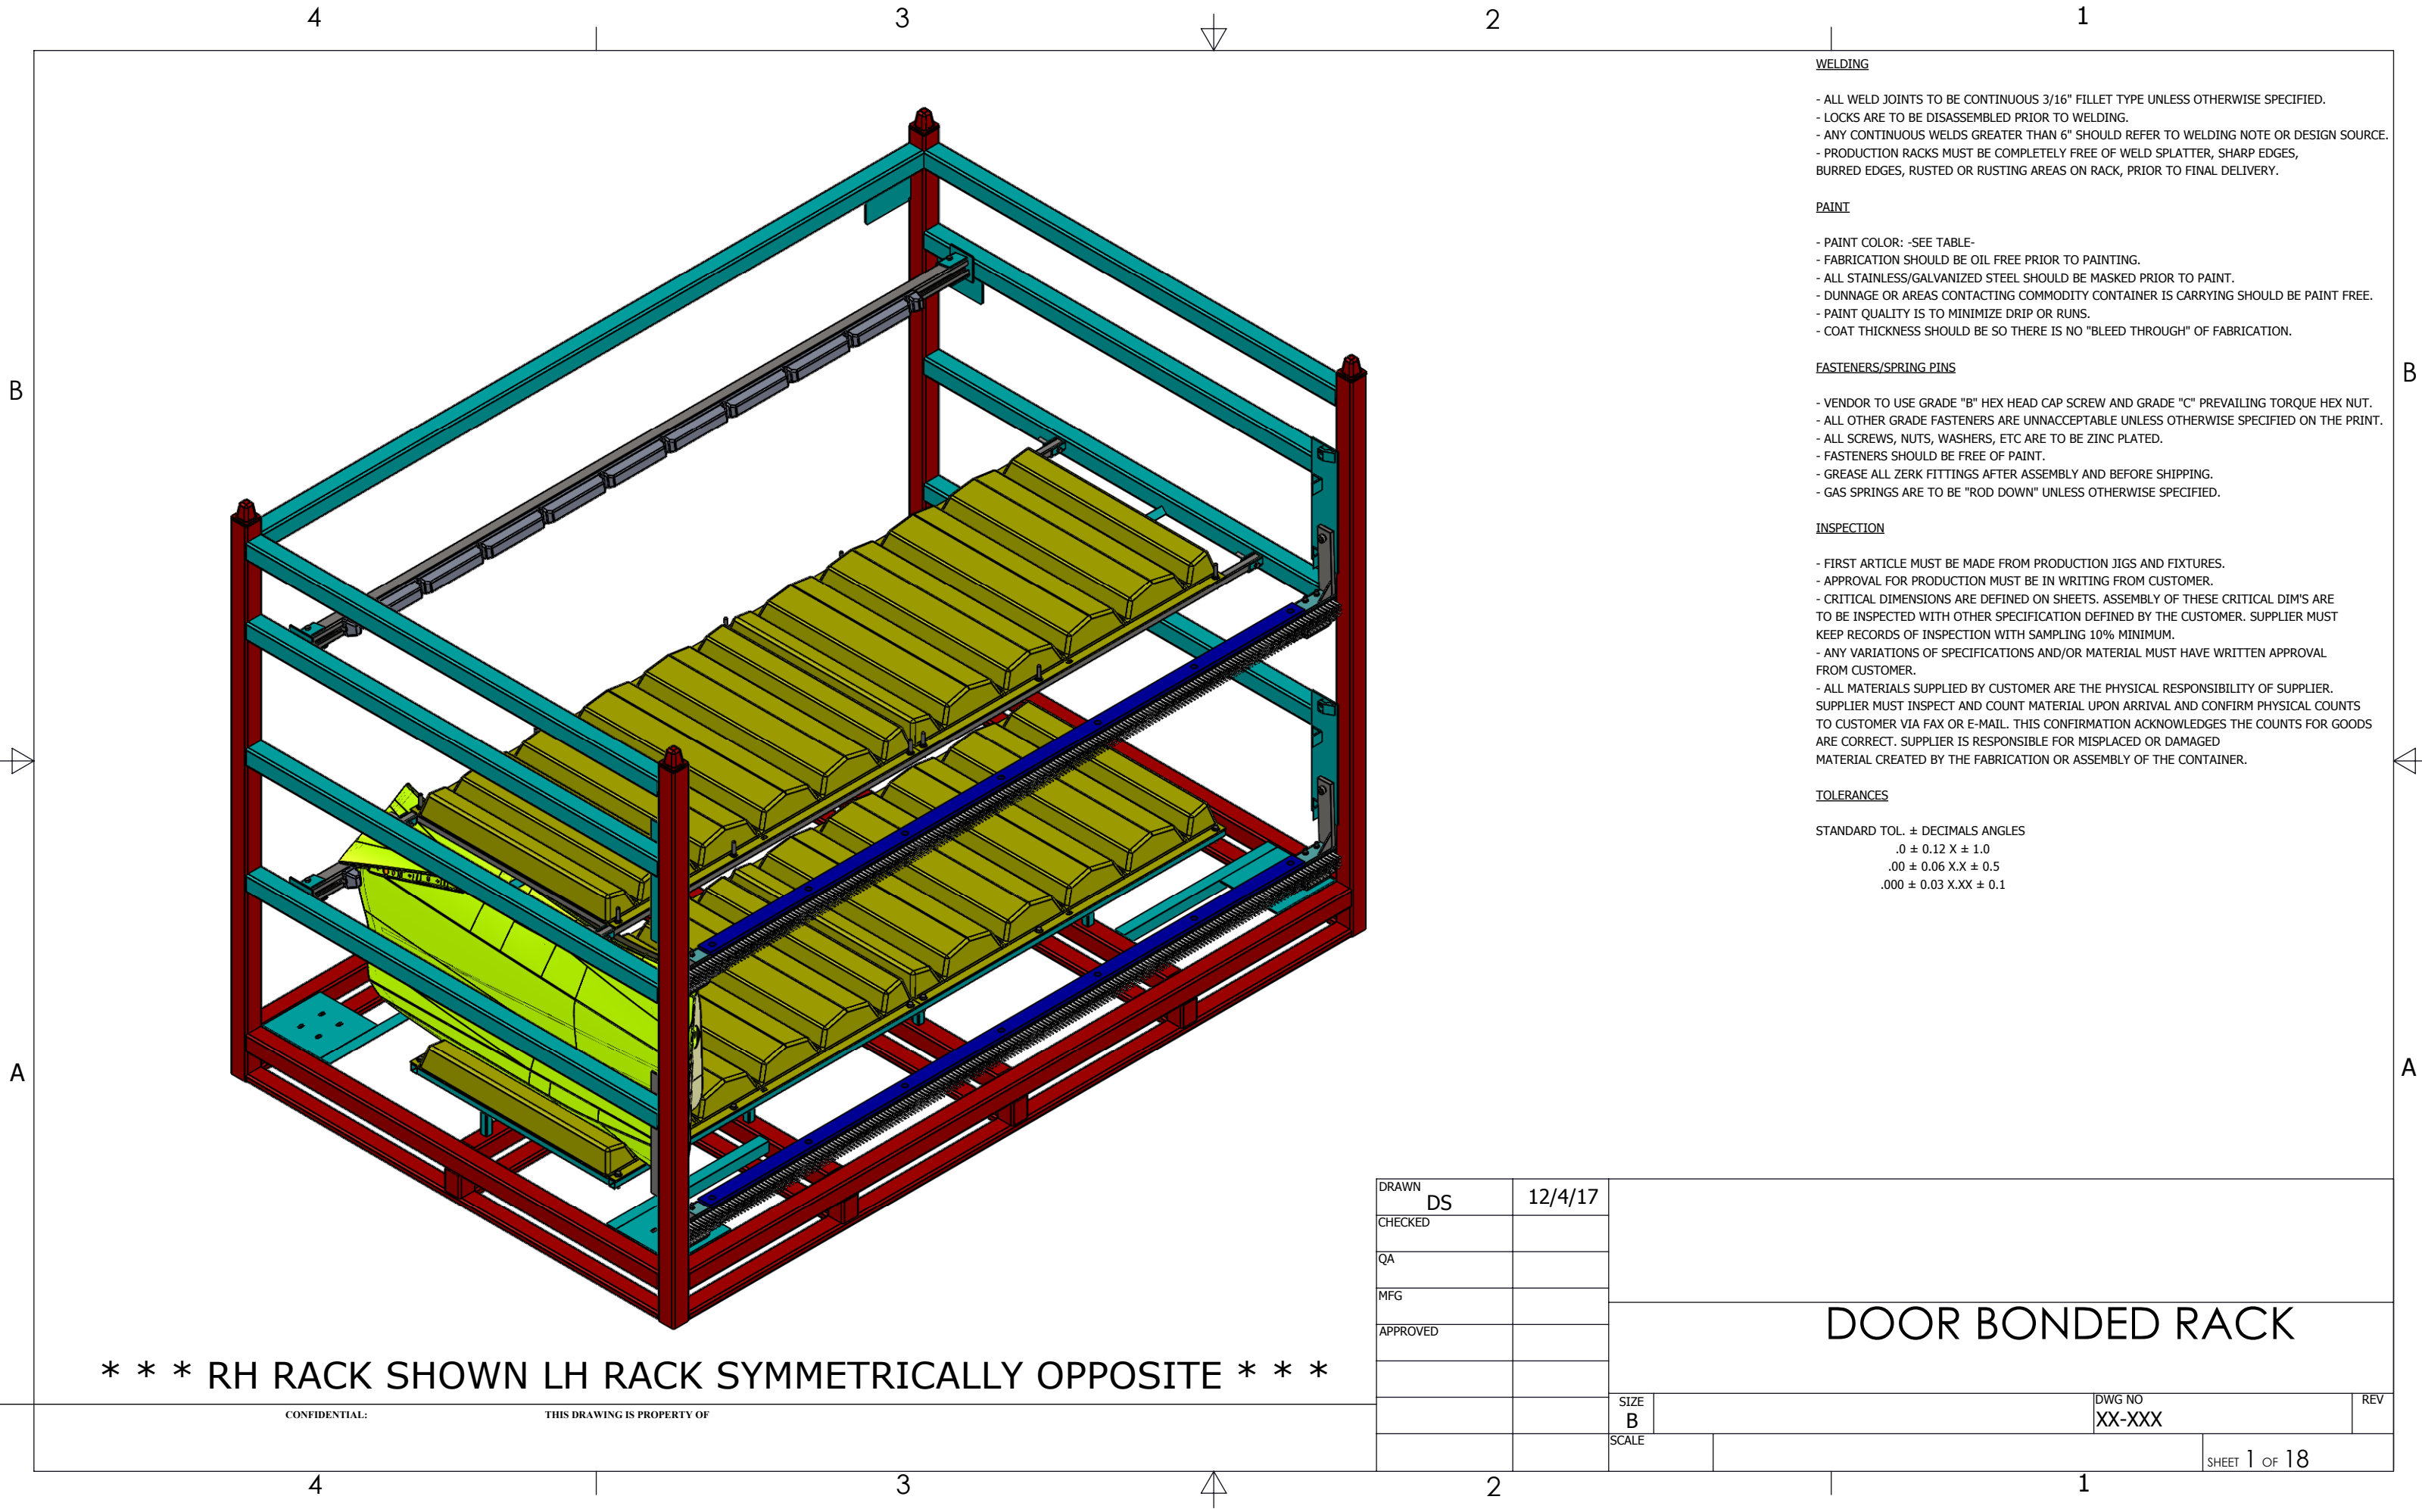 4 3 2 1
WELDING
- ALL WELD JOINTS TO BE CONTINUOUS 3/16" FILLET TYPE UNLESS OTHERWISE SPECIFIED.
- LOCKS ARE TO BE DISASSEMBLED PRIOR TO WELDING.
- ANY CONTINUOUS WELDS GREATER THAN 6" SHOULD REFER TO WELDING NOTE OR DESIGN SOURCE.
- PRODUCTION RACKS MUST BE COMPLETELY FREE OF WELD SPLATTER, SHARP EDGES,
BURRED EDGES, RUSTED OR RUSTING AREAS ON RACK, PRIOR TO FINAL DELIVERY.
PAINT
- PAINT COLOR: -SEE TABLE-
- FABRICATION SHOULD BE OIL FREE PRIOR TO PAINTING.
- ALL STAINLESS/GALVANIZED STEEL SHOULD BE MASKED PRIOR TO PAINT.
- DUNNAGE OR AREAS CONTACTING COMMODITY CONTAINER IS CARRYING SHOULD BE PAINT FREE.
- PAINT QUALITY IS TO MINIMIZE DRIP OR RUNS.
- COAT THICKNESS SHOULD BE SO THERE IS NO "BLEED THROUGH" OF FABRICATION.
FASTENERS/SPRING PINS
B B
- VENDOR TO USE GRADE "B" HEX HEAD CAP SCREW AND GRADE "C" PREVAILING TORQUE HEX NUT.
- ALL OTHER GRADE FASTENERS ARE UNNACCEPTABLE UNLESS OTHERWISE SPECIFIED ON THE PRINT.
- ALL SCREWS, NUTS, WASHERS, ETC ARE TO BE ZINC PLATED.
- FASTENERS SHOULD BE FREE OF PAINT.
- GREASE ALL ZERK FITTINGS AFTER ASSEMBLY AND BEFORE SHIPPING.
- GAS SPRINGS ARE TO BE "ROD DOWN" UNLESS OTHERWISE SPECIFIED.
INSPECTION
- FIRST ARTICLE MUST BE MADE FROM PRODUCTION JIGS AND FIXTURES.
- APPROVAL FOR PRODUCTION MUST BE IN WRITING FROM CUSTOMER.
- CRITICAL DIMENSIONS ARE DEFINED ON SHEETS. ASSEMBLY OF THESE CRITICAL DIM'S ARE
TO BE INSPECTED WITH OTHER SPECIFICATION DEFINED BY THE CUSTOMER. SUPPLIER MUST
KEEP RECORDS OF INSPECTION WITH SAMPLING 10% MINIMUM.
- ANY VARIATIONS OF SPECIFICATIONS AND/OR MATERIAL MUST HAVE WRITTEN APPROVAL
FROM CUSTOMER.
- ALL MATERIALS SUPPLIED BY CUSTOMER ARE THE PHYSICAL RESPONSIBILITY OF SUPPLIER.
SUPPLIER MUST INSPECT AND COUNT MATERIAL UPON ARRIVAL AND CONFIRM PHYSICAL COUNTS
TO CUSTOMER VIA FAX OR E-MAIL. THIS CONFIRMATION ACKNOWLEDGES THE COUNTS FOR GOODS
ARE CORRECT. SUPPLIER IS RESPONSIBLE FOR MISPLACED OR DAMAGED
MATERIAL CREATED BY THE FABRICATION OR ASSEMBLY OF THE CONTAINER.
TOLERANCES
STANDARD TOL. ± DECIMALS ANGLES
.0 ± 0.12 X ± 1.0
.00 ± 0.06 X.X ± 0.5
.000 ± 0.03 X.XX ± 0.1
A A
DRAWN DS 12/4/17
CHECKED
QA
MFG
APPROVED
DOOR BONDED RACK
* * * RH RACK SHOWN LH RACK SYMMETRICALLY OPPOSITE * * *
CONFIDENTIAL: THIS DRAWING IS PROPERTY OF
SIZE B
DWG NO XX-XXX
REV
SCALE
SHEET 1 OF 18
4 3 2 1